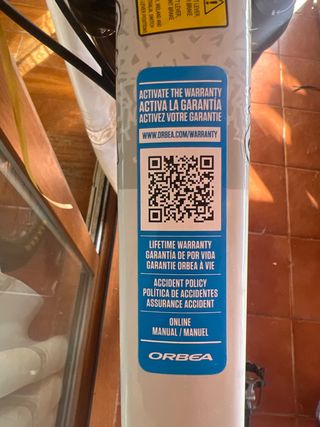 ACTIVATE THE WARRANTY
ACTIVA LA GARANTÍA
ACTIVEZ VOTRE GARANTIE
WWW.ORBEA.COM/WARRANTY
LIFETIME WARRANTY
GARANTÍA DE POR VIDA
GARANTIE ORBEA À VIE
ACCIDENT POLICY
POLÍTICA DE ACCIDENTES
ASSURANCE ACCIDENT
ONLINE
MANUAL / MANUEL
ORBEA